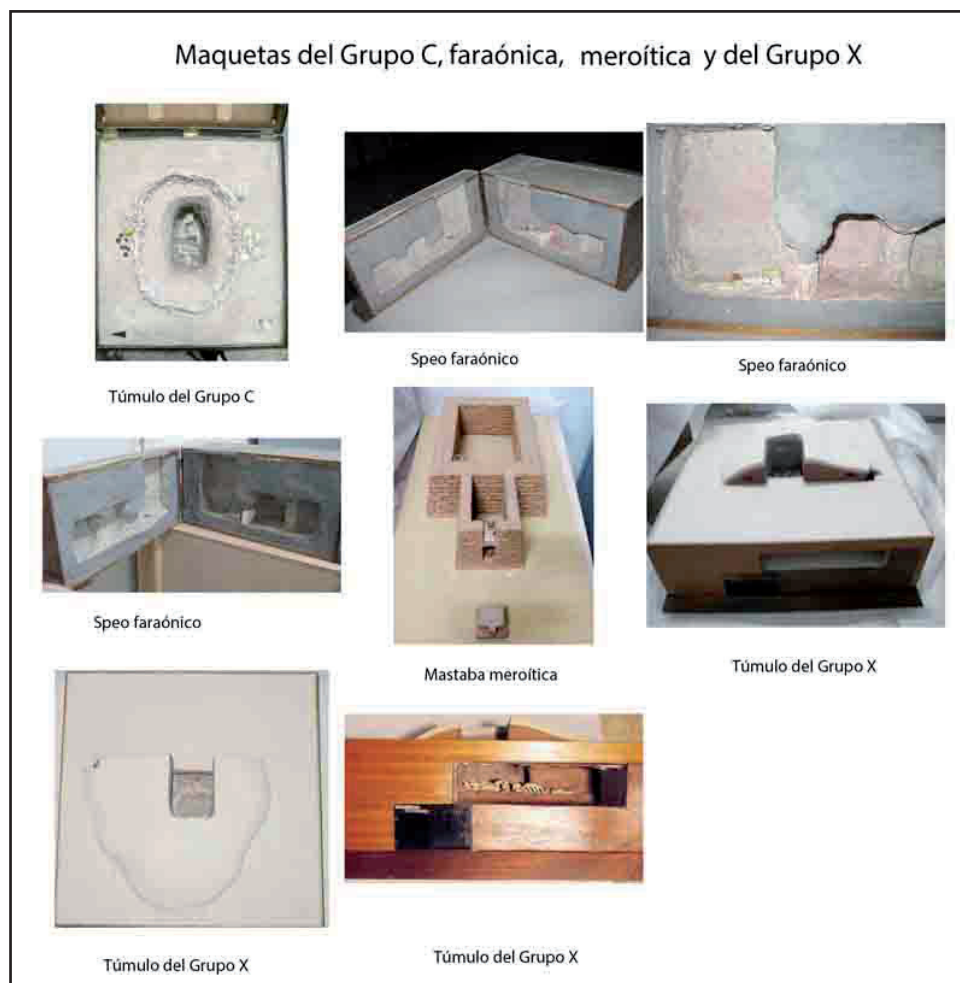 Maquetas del Grupo C, faraónica, meroítica y del Grupo X
Túmulo del Grupo C
Speo faraónico
Speo faraónico
Speo faraónico
Mastaba meroítica
Túmulo del Grupo X
Túmulo del Grupo X
Túmulo del Grupo X